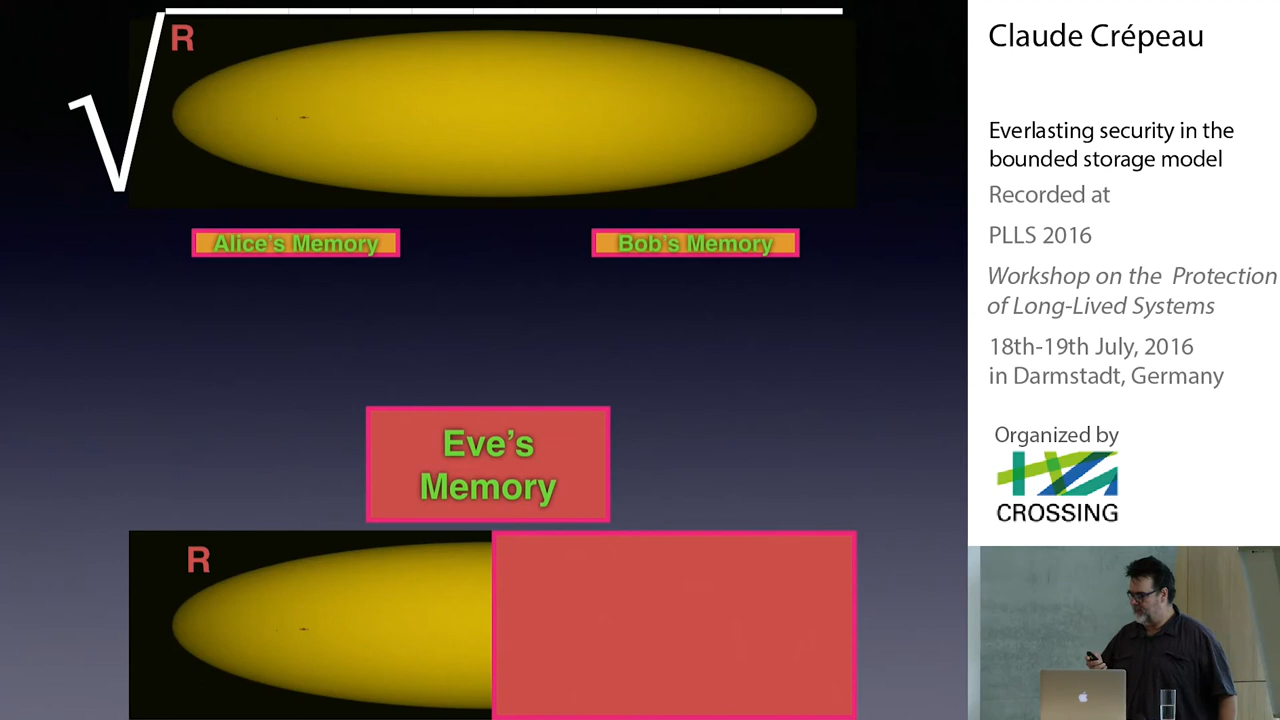 R
Alice's Memory
Bob's Memory
Eve's
Memory
R
Claude Crépeau
Everlasting security in the
bounded storage model
Recorded at
PLLS 2016
Workshop on the Protection
of Long-Lived Systems
18th-19th July, 2016
in Darmstadt, Germany
Organized by
CROSSING